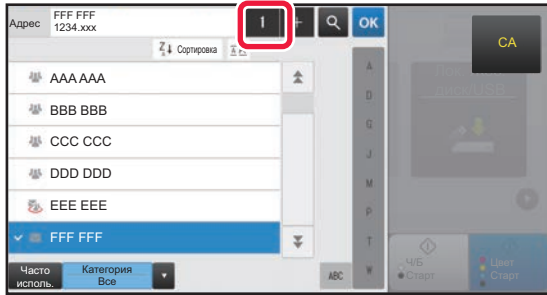 Адрес
FFF FFF
1234.xxx
1
+
OK
CA
Сортировка
AAA AAA
BBB BBB
CCC CCC
DDD DDD
EEE EEE
FFF FFF
A
D
G
J
M
P
T
W
Часто
исполь.
Категория
Все
ABC
Ч/Б
Старт
Цвет
Старт